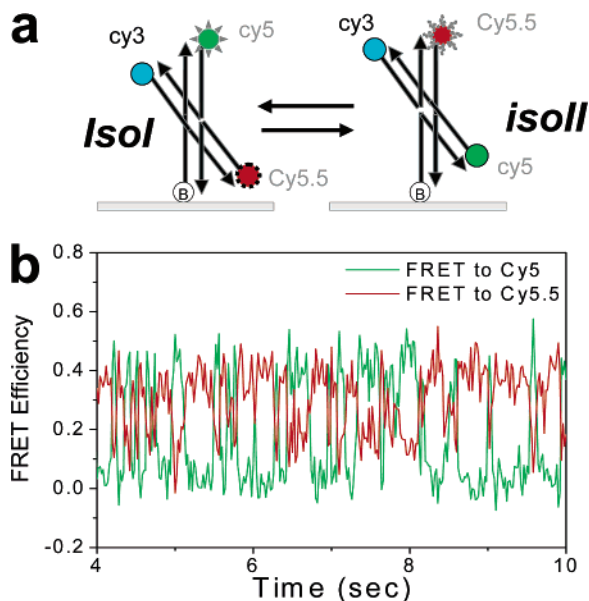 a
cy3
cy5
Cy5.5
IsoI
isoII
B
Cy5.5
B
cy5
b
FRET to Cy5
FRET to Cy5.5
FRET Efficiency
0.8
0.6
0.4
0.2
0.0
-0.2
4
6
8
10
Time (sec)